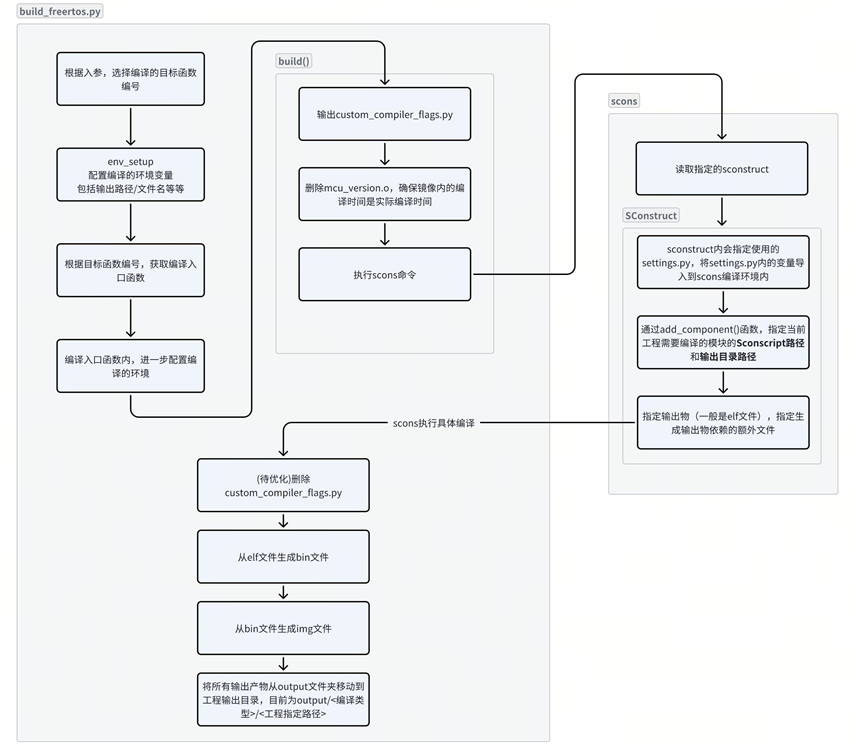 build_freertos.py
根据入参，选择编译的目标函数
编号
env_setup
配置编译的环境变量
包括输出路径/文件名等等
根据目标函数编号，获取编译入
口函数
编译入口函数内，进一步配置编
译的环境
build()
输出custom_compiler_flags.py
删除mcu_version.o，确保镜像内的编
译时间是实际编译时间
执行scons命令
scons
读取指定的sconstruct
SConstruct
sconstruct内会指定使用的
settings.py，将settings.py内的变量导
入到scons编译环境内
通过add_component()函数，指定当前
工程需要编译的模块的Sconscript路径
和输出目录路径
指定输出物（一般是elf文件），指定生
成输出物依赖的额外文件
scons执行具体编译
(待优化)删除
custom_compiler_flags.py
从elf文件生成bin文件
从bin文件生成img文件
将所有输出产物从output文件夹移动到
工程输出目录，目前为output/<编译类
型>/<工程指定路径>